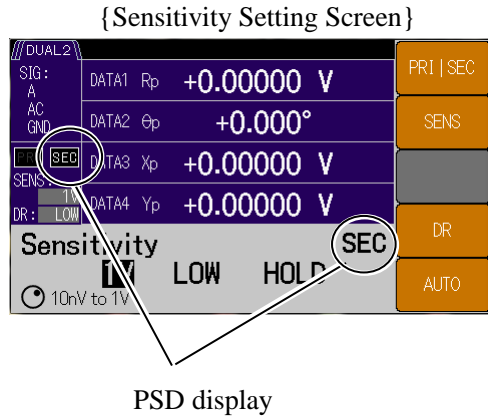 {Sensitivity Setting Screen}
DUAL2
SIG:
A
AC
GND
DATA1 Rp +0.00000 V
DATA2 θp +0.000°
SEC
DATA3 Xp +0.00000 V
SENS:
1V
DATA4 Yp +0.00000 V
DR: LOW
PRI|SEC
SENS
DR
AUTO
Sensitivity SEC
1V LOW HOLD
10nV to 1V
PSD display